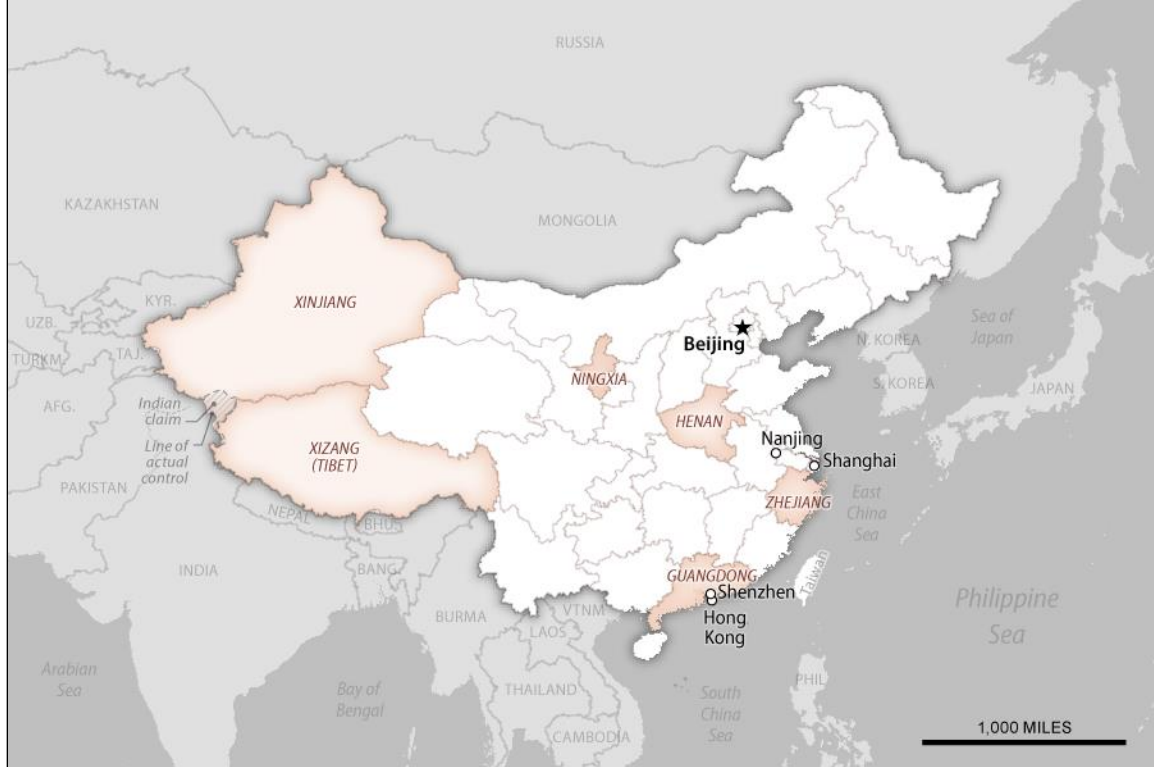 RUSSIA
KAZAKHSTAN
MONGOLIA
XINJIANG
KYR.
UZB.
TURKM.
TAJ.
AFG.
Indian
claim
Line of
actual
control
PAKISTAN
XIZANG
(TIBET)
NINGXIA
Beijing
HENAN
Nanjing
Shanghai
ZHEJIANG
N. KOREA
S. KOREA
Sea of
Japan
JAPAN
East
China
Sea
NEPAL
BHU.
INDIA
BANG.
BURMA
GUANGDONG
Shenzhen
Hong
Kong
Taiwan
VTNM
LAOS
THAILAND
CAMBODIA
PHIL
Philippine
Sea
Arabian
Sea
Bay of
Bengal
South
China
Sea
1,000 MILES